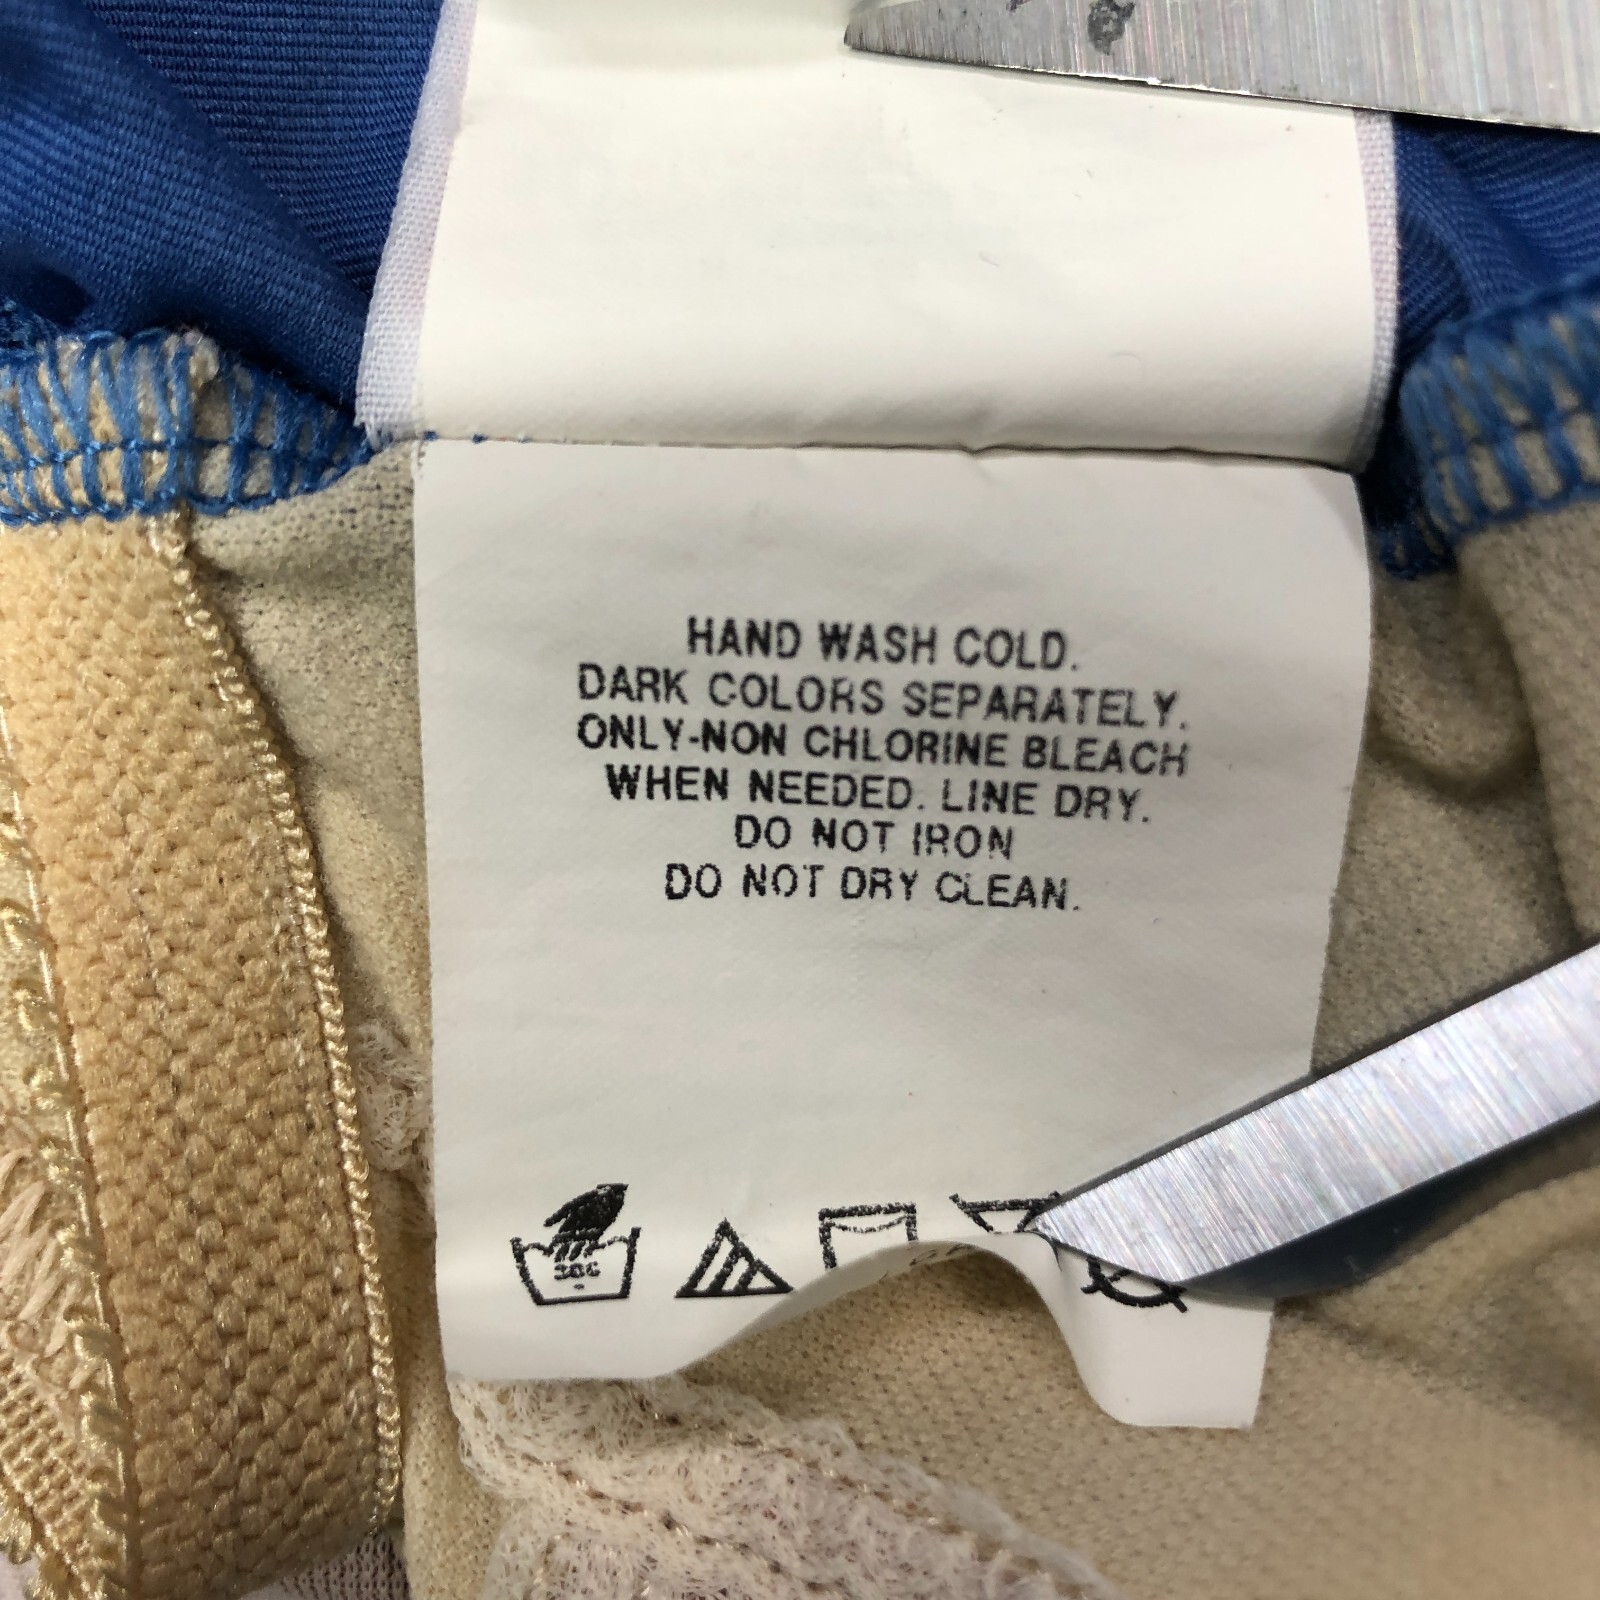 HAND WASH COLD.
DARK COLORS SEPARATELY.
ONLY-NON CHLORINE BLEACH
WHEN NEEDED. LINE DRY.
DO NOT IRON
DO NOT DRY CLEAN.